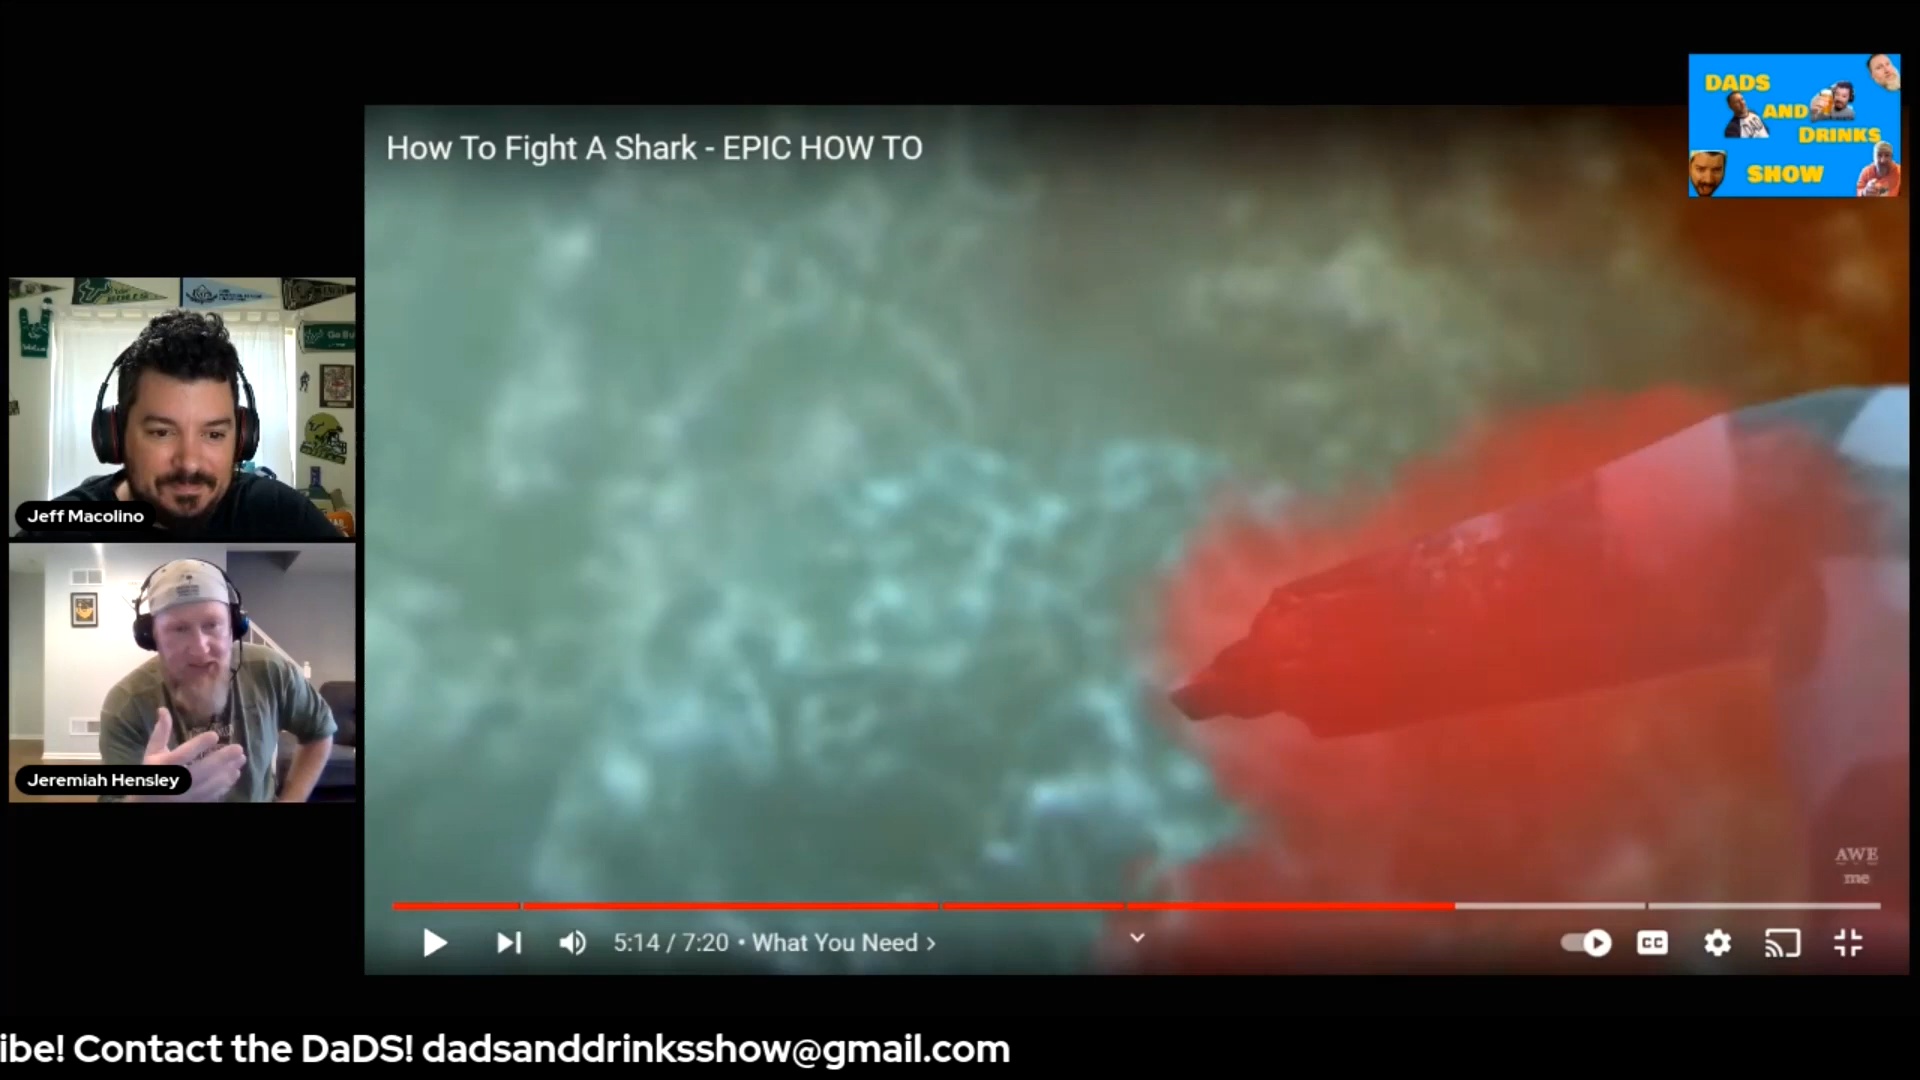 DADS
AND
DRINKS
SHOW
How To Fight A Shark - EPIC HOW TO
Jeff Macolino
Jeremiah Hensley
AWE
me
5:14 / 7:20 • What You Need ›
CC
ibe! Contact the DaDS! dadsanddrinksshow@gmail.com